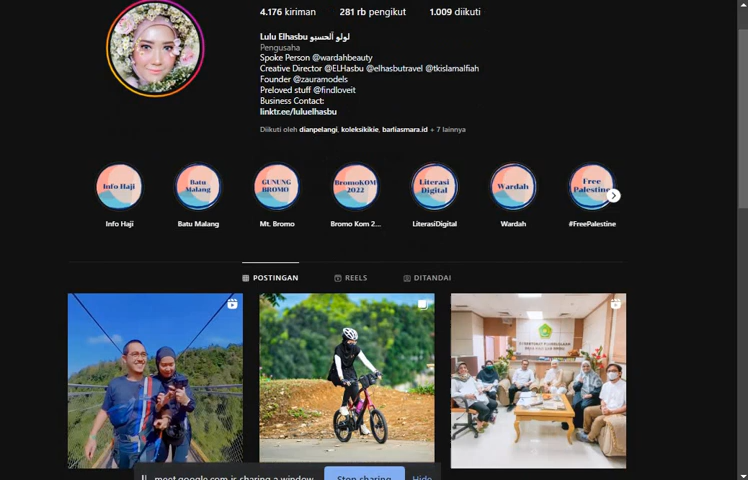 4.176 kiriman 281 rb pengikut 1.009 diikuti
Lulu Elhasbu لولو ألحسبو
Pengusaha
Spoke Person @wardahbeauty
Creative Director @ELHasbu @elhasbutravel @tkislamalfiah
Founder @zauramodels
Preloved stuff @findloveit
Business Contact:
linktr.ee/luluelhasbu
Diikuti oleh dianpelangi, koleksikikie, barliasmara.id + 7 lainnya
Info Haji
Batu Malang
GUNUNG BROMO
BromoKOM 2022
Literasi Digital
Wardah
Free Palestine
Info Haji
Batu Malang
Mt. Bromo
Bromo Kom 2...
LiterasiDigital
Wardah
#FreePalestine
POSTINGAN
REELS
DITANDAI
meet.google.com is sharing a window.
Stop sharing
Hide